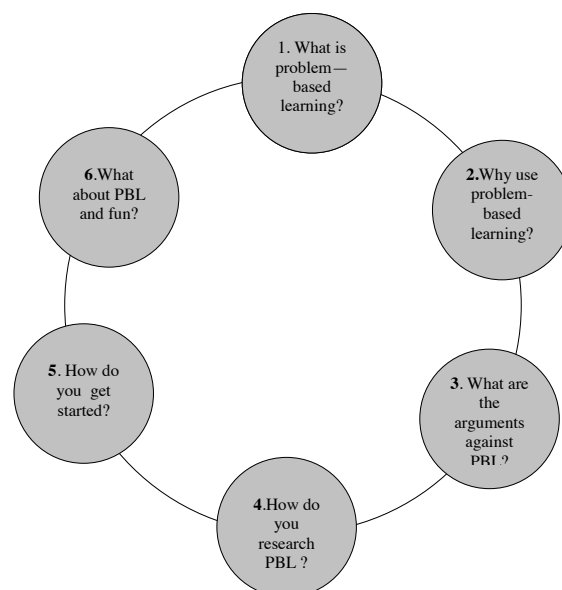 1. What is
problem—
based
learning?
2.Why use
problem-
based
learning?
3. What are
the
arguments
against
PBL?
4.How do
you
research
PBL ?
5. How do
you get
started?
6.What
about PBL
and fun?